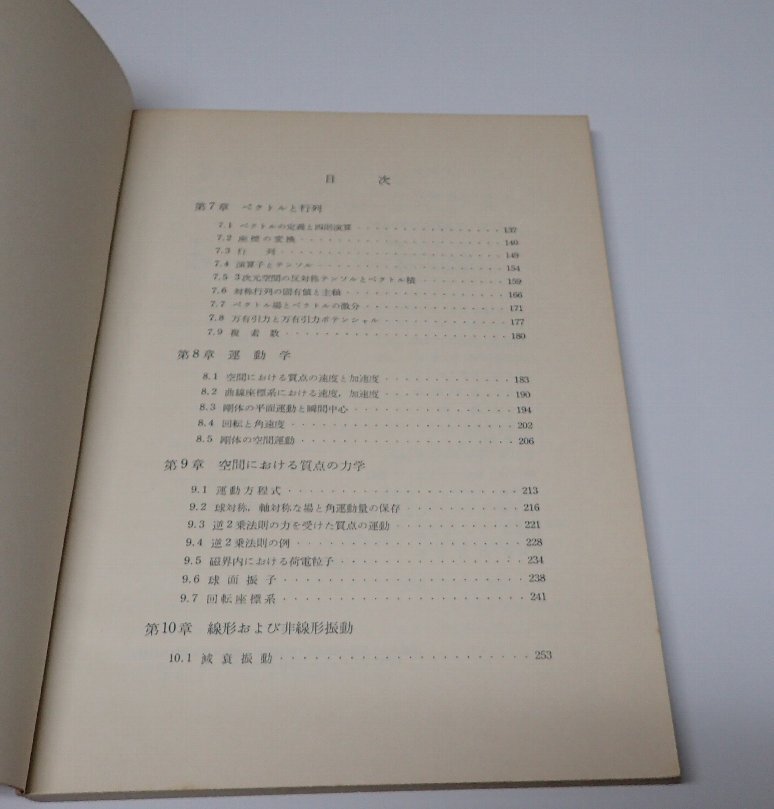 目 次
第7章 ベクトルと行列
7.1 ベクトルの定義と四則演算 137
7.2 座標の変換 140
7.3 行列 149
7.4 演算子とテンソル 154
7.5 3次元空間の反対称テンソルとベクトル積 159
7.6 対称行列の固有値と主軸 166
7.7 ベクトル場とベクトルの微分 171
7.8 万有引力と万有引力ポテンシャル 177
7.9 複素数 180
第8章 運動学
8.1 空間における質点の速度と加速度 183
8.2 曲線座標系における速度，加速度 190
8.3 剛体の平面運動と瞬間中心 194
8.4 回転と角速度 202
8.5 剛体の空間運動 206
第9章 空間における質点の力学
9.1 運動方程式 213
9.2 球対称，軸対称な場と角運動量の保存 216
9.3 逆2乗法則の力を受けた質点の運動 221
9.4 逆2乗法則の例 228
9.5 磁界内における荷電粒子 234
9.6 球面振子 238
9.7 回転座標系 241
第10章 線形および非線形振動
10.1 減衰振動 253